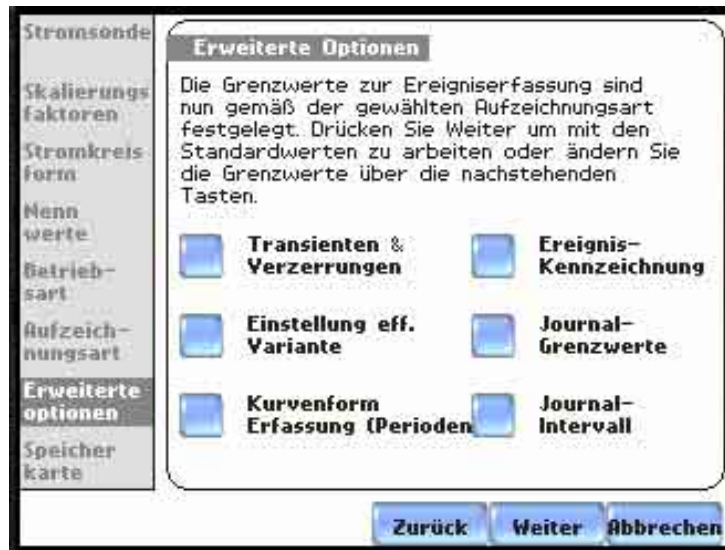 Stromsonde
Skalierungs
faktoren
Stromkreis
form
Nenn
werte
Betrieb-
sart
Aufzeich-
nungsart
Erweiterte
optionen
Speicher
karte
Erweiterte Optionen
Die Grenzwerte zur Ereigniserfassung sind
nun gemäß der gewählten Aufzeichnungsart
festgelegt. Drücken Sie Weiter um mit den
Standardwerten zu arbeiten oder ändern Sie
die Grenzwerte über die nachstehenden
Tasten.
Transienten &
Verzerrungen
Ereignis-
Kennzeichnung
Einstellung eff.
Variante
Journal-
Grenzwerte
Kurvenform
Erfassung (Perioden
Journal-
Intervall
Zurück
Weiter
Abbrechen